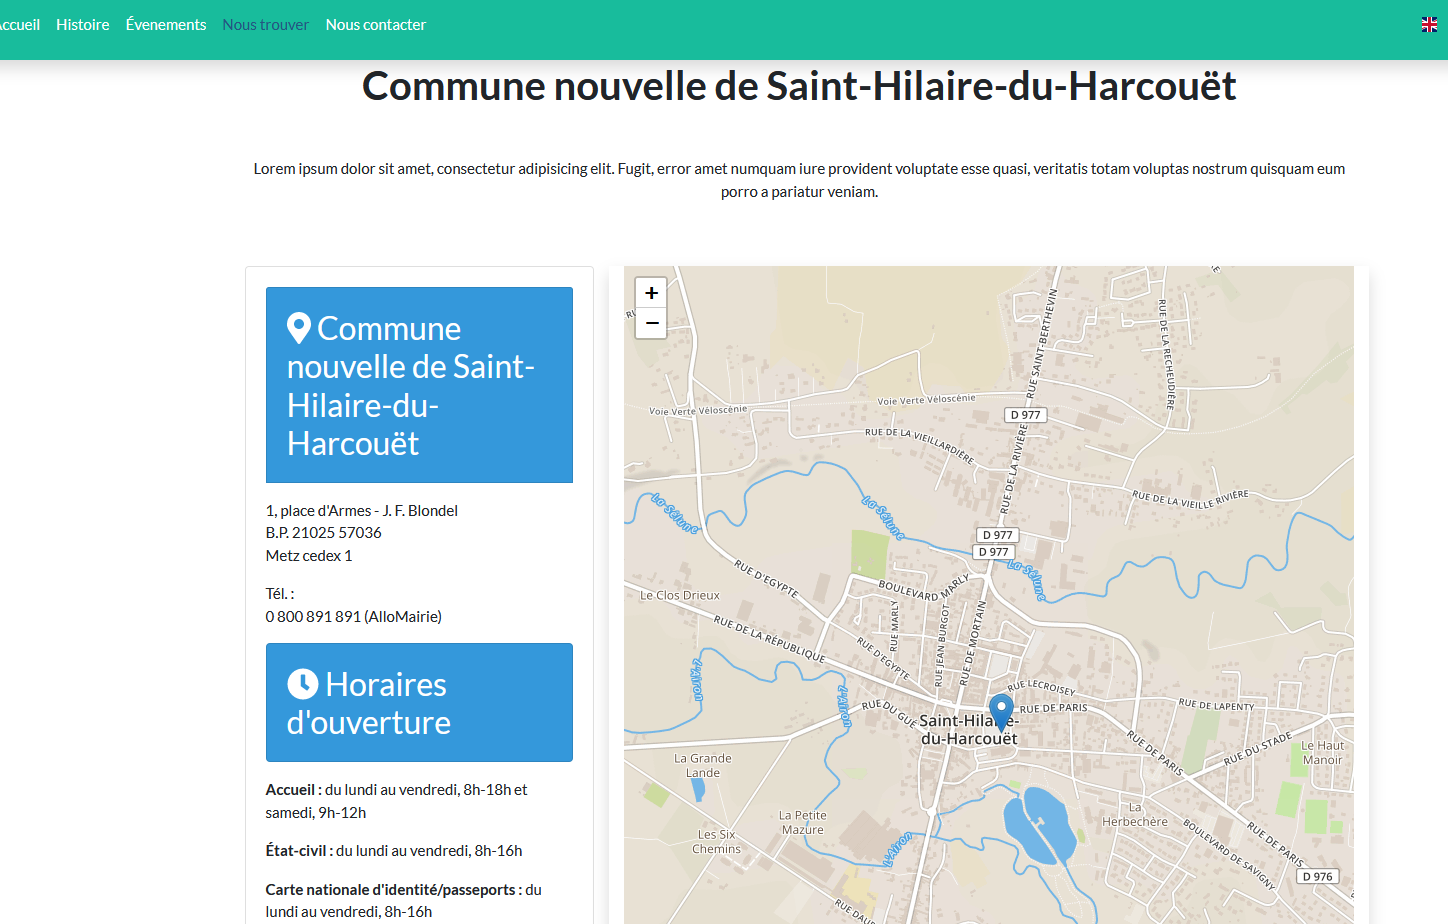 Accueil Histoire Évenements Nous trouver Nous contacter
Commune nouvelle de Saint-Hilaire-du-Harcouët
Lorem ipsum dolor sit amet, consectetur adipisicing elit. Fugit, error amet numquam iure provident voluptate esse quasi, veritatis totam voluptas nostrum quisquam eum
porro a pariatur veniam.
Commune
nouvelle de Saint-
Hilaire-du-
Harcouët
1, place d'Armes - J. F. Blondel
B.P. 21025 57036
Metz cedex 1
Tél. :
0 800 891 891 (AlloMairie)
Horaires
d'ouverture
Accueil : du lundi au vendredi, 8h-18h et
samedi, 9h-12h
État-civil : du lundi au vendredi, 8h-16h
Carte nationale d'identité/passeports : du
lundi au vendredi, 8h-16h
+
−
RUE SAINT-BERTHEVIN
RUE DE LA RECHEUDIÈRE
Voie Verte Véloscénie
Voie Verte Véloscénie
D 977
RUE DE LA VIEILLARDIÈRE
RUE DE LA RIVIÈRE
RUE DE LA VIEILLE RIVIÈRE
La Sélune
La Sélune
D 977
D 977
La Sélune
RUE D'EGYPTE
BOULEVARD MARLY
Le Clos Drieux
RUE MARLY
RUE JEAN BURGOT
RUE DE MORTAIN
RUE DE LA RÉPUBLIQUE
RUE D'EGYPTE
L'Airon
L'Airon
RUE LECROISEY
RUE DU GUÉ
RUE DE PARIS
RUE DE LAPENTY
Saint-Hilaire-
du-Harcouët
RUE DE PARIS
RUE DU STADE
Le Haut
Manoir
La Grande
Lande
La Petite
Mazure
La
Herbechère
Les Six
Chemins
L'Airon
BOULEVARD DE SAVIGNY
RUE DE PARIS
D 976